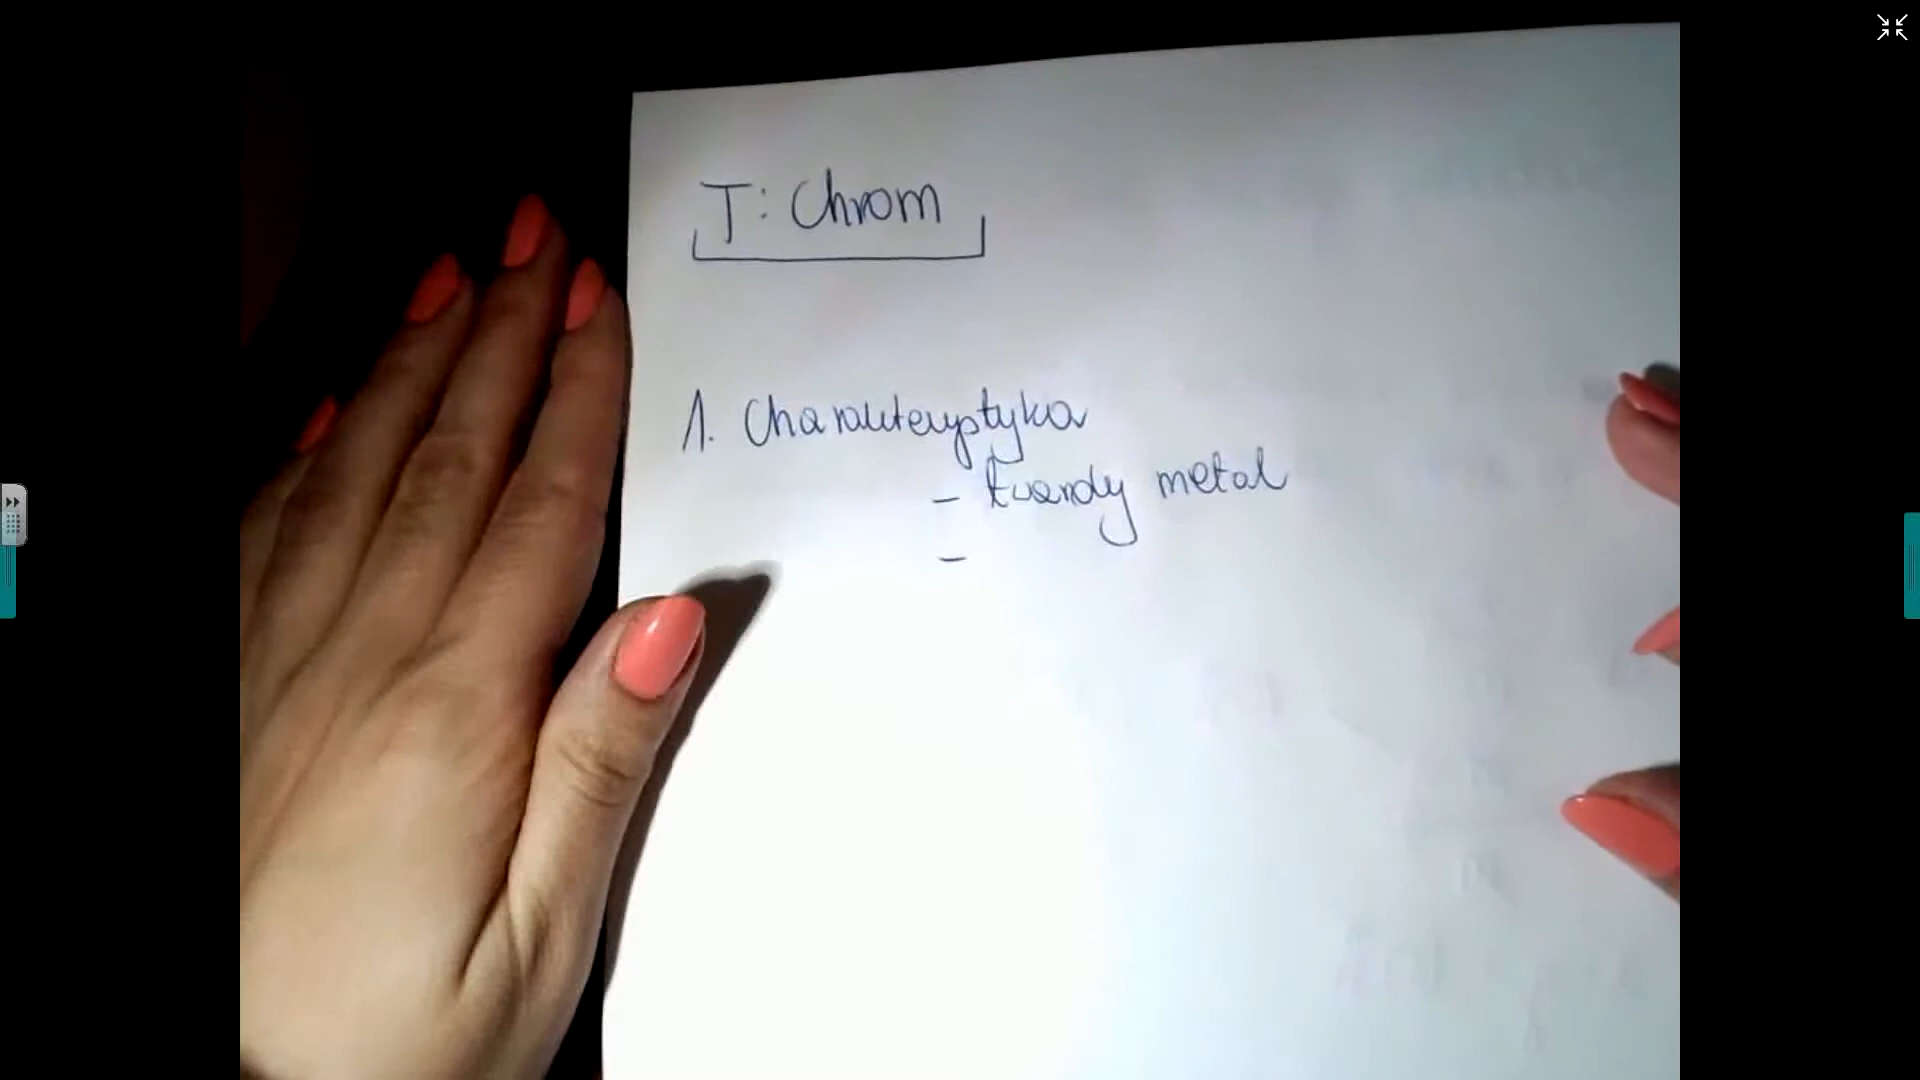 T: Chrom
1. Charakterystyka
- twardy metal
-